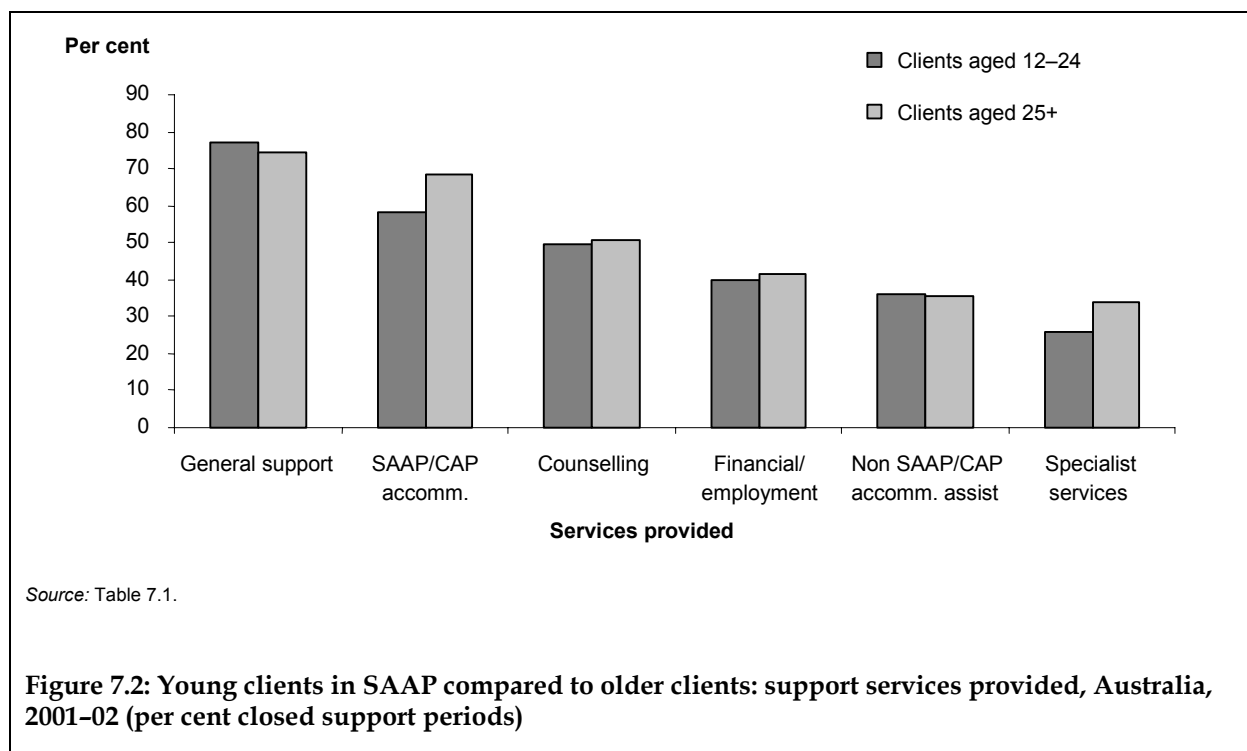 Per cent
Clients aged 12–24
Clients aged 25+
90
80
70
60
50
40
30
20
10
0
General support
SAAP/CAP
accomm.
Counselling
Financial/
employment
Non SAAP/CAP
accomm. assist
Specialist
services
Services provided
Source: Table 7.1.
Figure 7.2: Young clients in SAAP compared to older clients: support services provided, Australia,
2001–02 (per cent closed support periods)